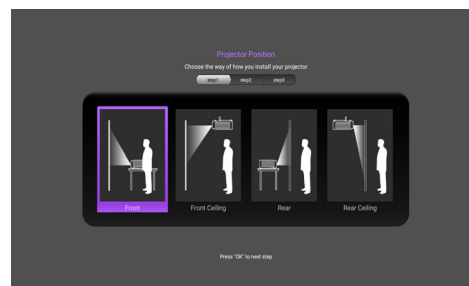 Projector Position
Choose the way of how you install your projector
step1 step2 step3
Front Front Ceiling Rear Rear Ceiling
Press "OK" to next step